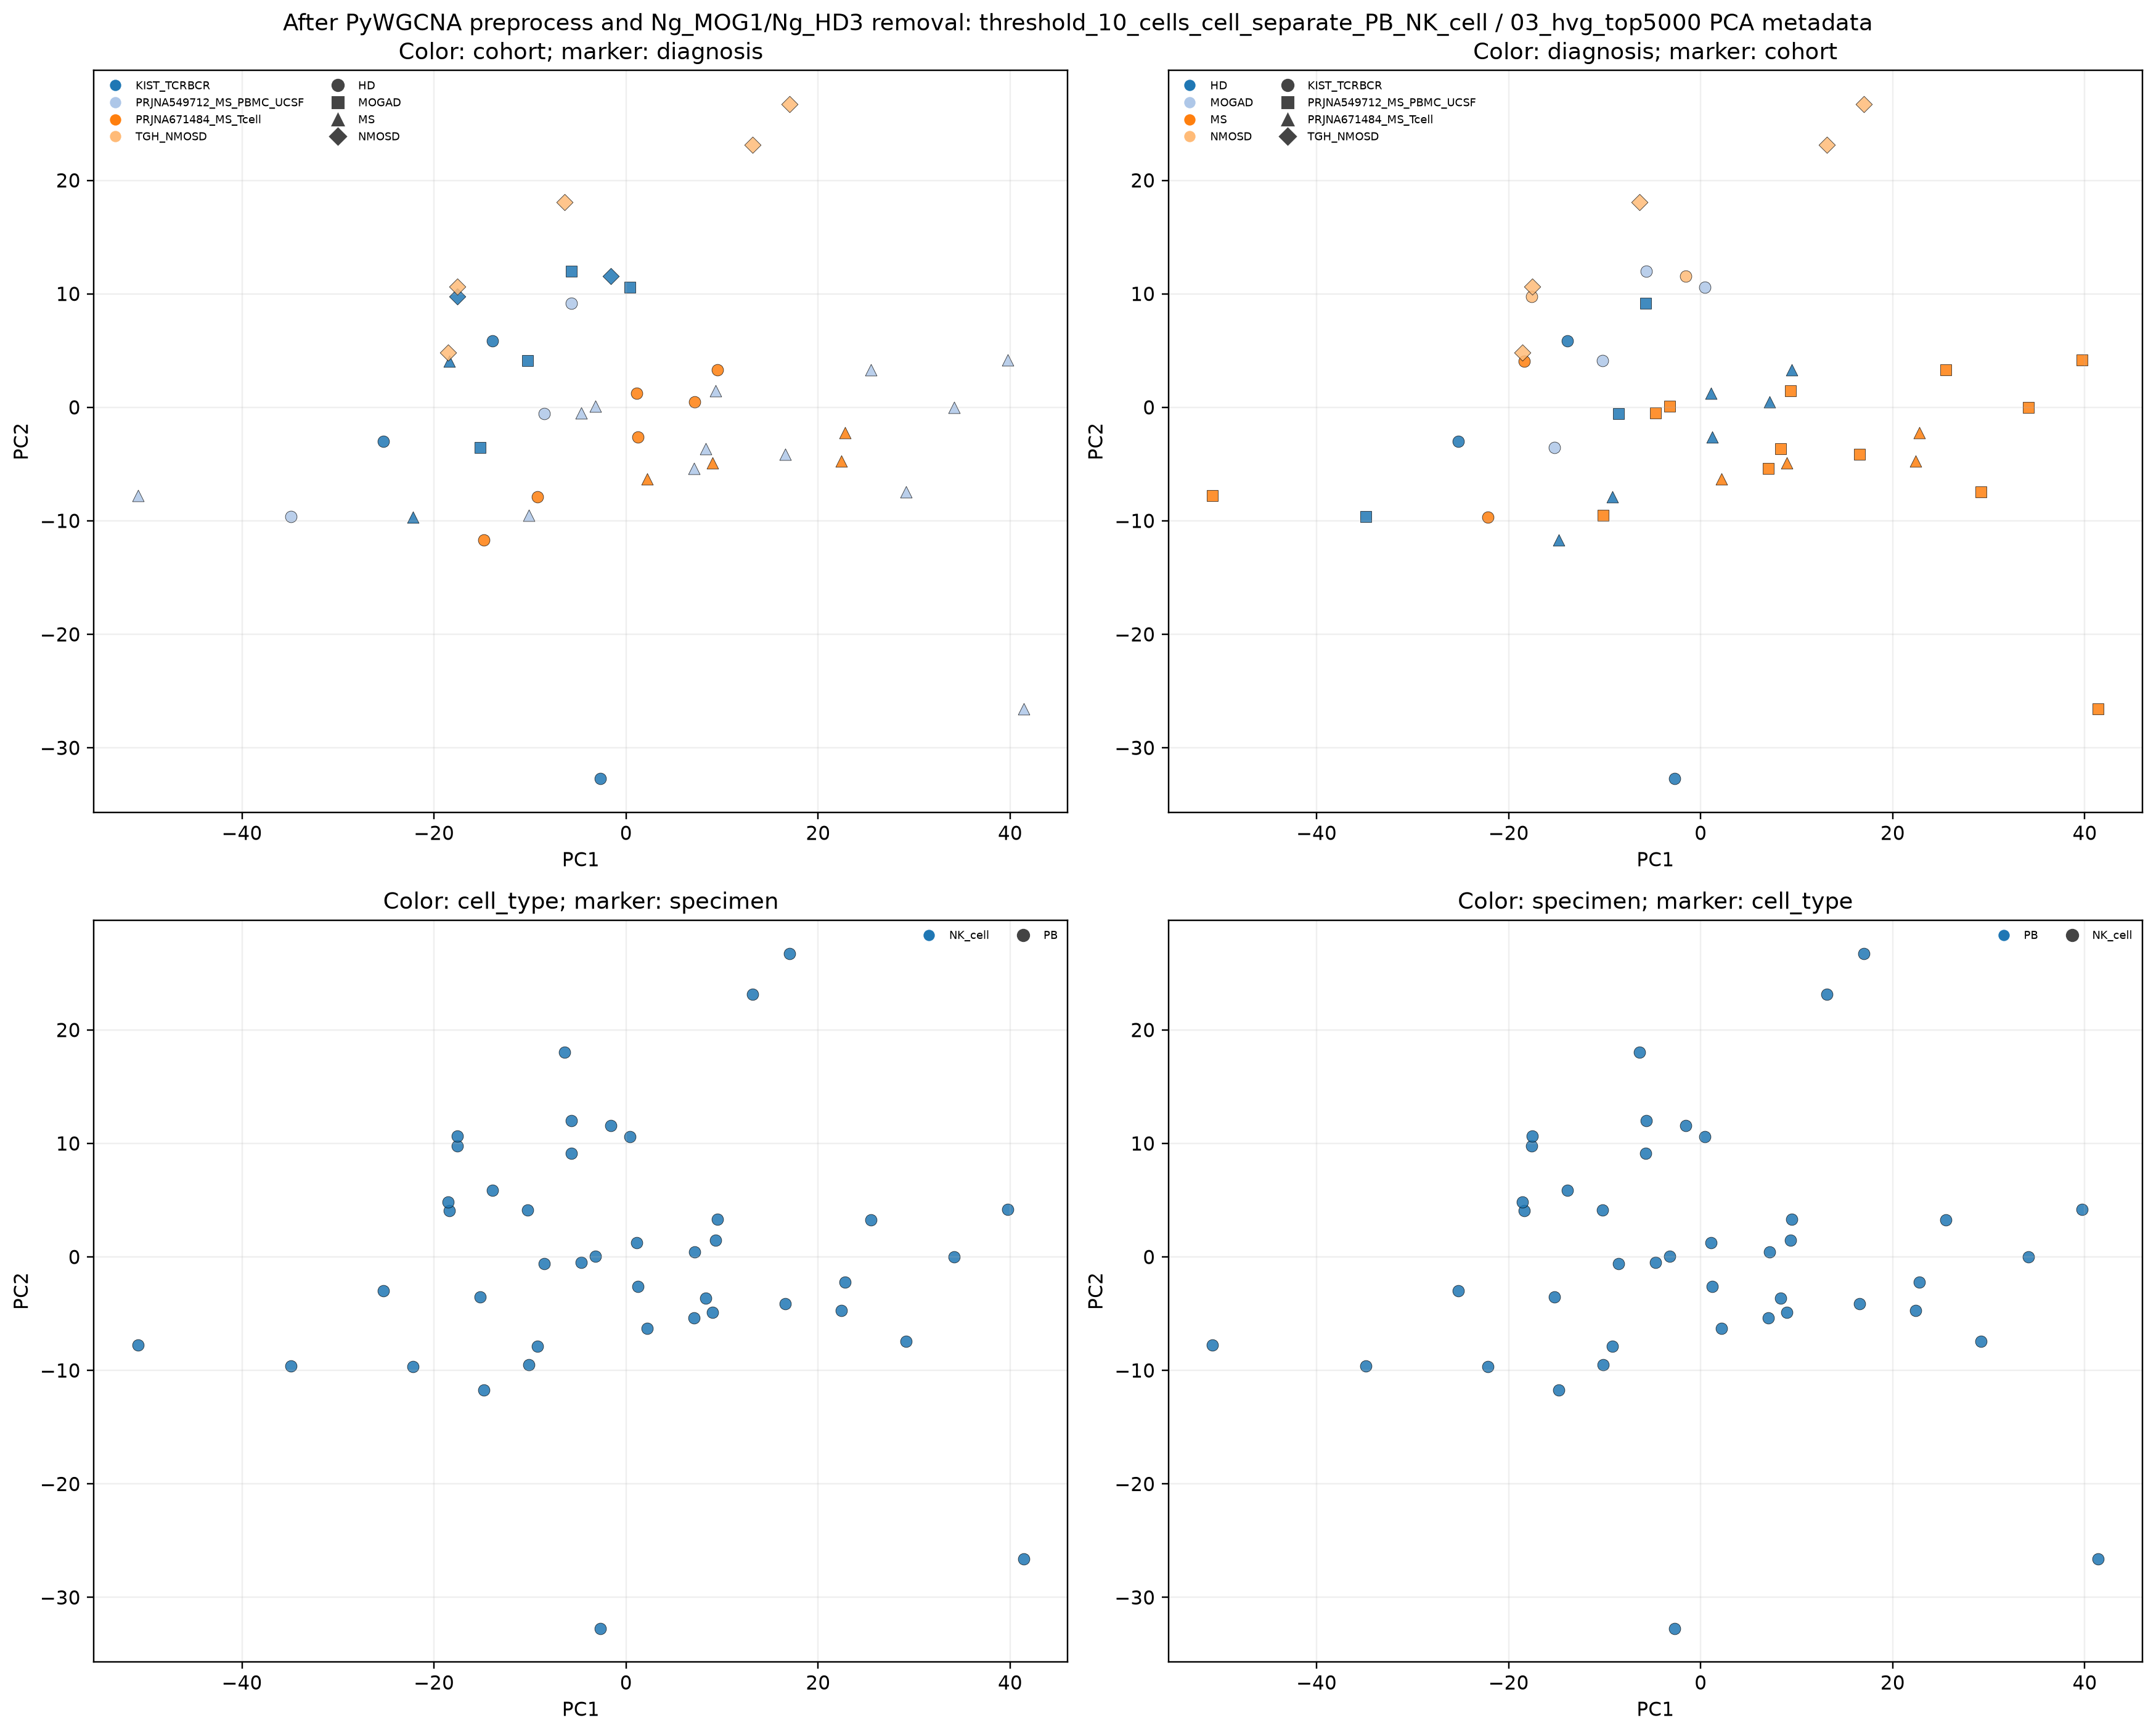 After PyWGCNA preprocess and Ng_MOG1/Ng_HD3 removal: threshold_10_cells_cell_separate_PB_NK_cell / 03_hvg_top5000 PCA metadata
Color: cohort; marker: diagnosis
KIST_TCRBCR
PRJNA549712_MS_PBMC_UCSF
PRJNA671484_MS_Tcell
TGH_NMOSD
HD
MOGAD
MS
NMOSD
20
10
0
−10
−20
−30
PC2
−40
−20
0
20
40
PC1
Color: diagnosis; marker: cohort
HD
MOGAD
MS
NMOSD
KIST_TCRBCR
PRJNA549712_MS_PBMC_UCSF
PRJNA671484_MS_Tcell
TGH_NMOSD
20
10
0
−10
−20
−30
PC2
−40
−20
0
20
40
PC1
Color: cell_type; marker: specimen
NK_cell
PB
20
10
0
−10
−20
−30
PC2
−40
−20
0
20
40
PC1
Color: specimen; marker: cell_type
PB
NK_cell
20
10
0
−10
−20
−30
PC2
−40
−20
0
20
40
PC1